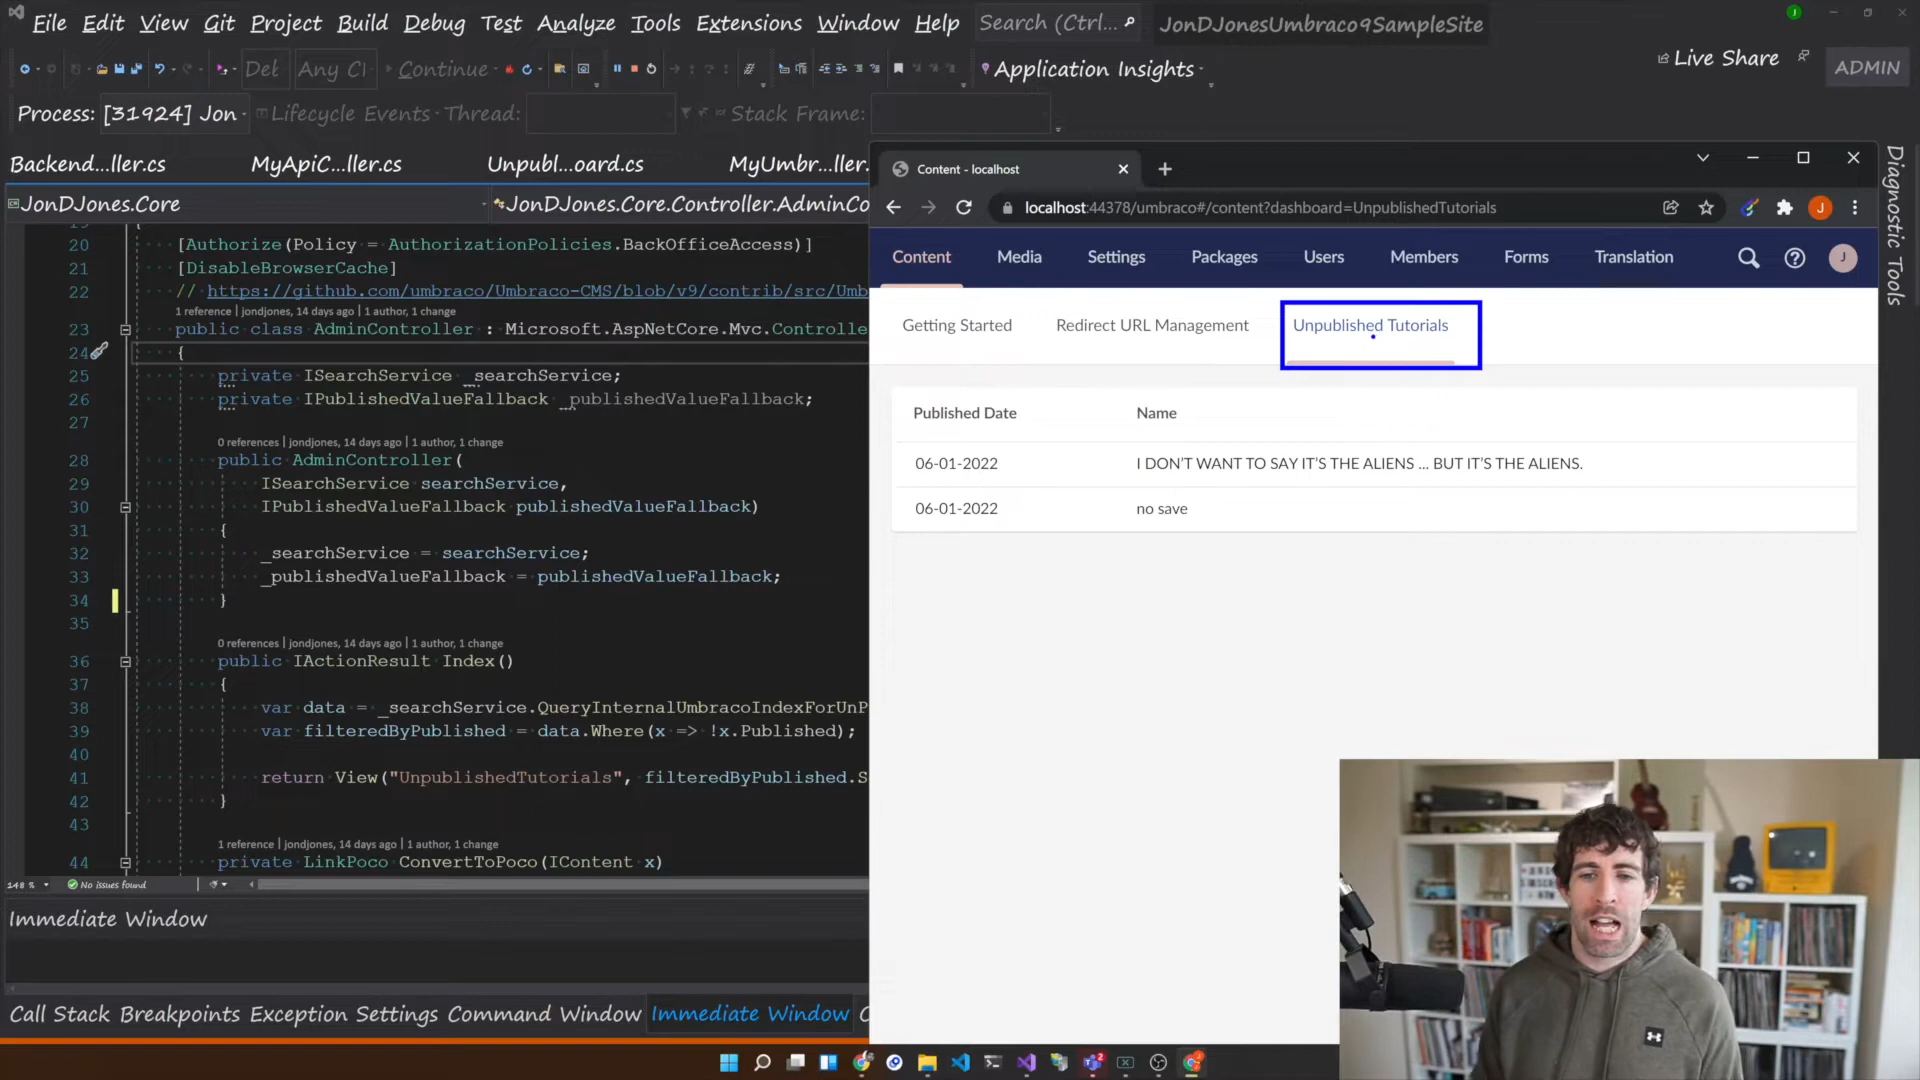 File Edit View Git Project Build Debug Test Analyze Tools Extensions Window Help Search (Ctrl... JonDJonesUmbraco9SampleSite
Any CI Continue Application Insights Live Share ADMIN
Process: [31924] Jon Lifecycle Events Thread: Stack Frame:
Backend...ller.cs MyApiC...ller.cs Unpubl...oard.cs MyUmbr...ller.
JonDJones.Core JonDJones.Core.Controller.AdminCo
20 [Authorize(Policy = AuthorizationPolicies.BackOfficeAccess)]
21 [DisableBrowserCache]
22 // https://github.com/umbraco/Umbraco-CMS/blob/v9/contrib/src/Umb
1 reference | jondjones, 14 days ago | 1 author, 1 change
23 public class AdminController : Microsoft.AspNetCore.Mvc.Controlle
24 {
25 private ISearchService _searchService;
26 private IPublishedValueFallback _publishedValueFallback;
27
0 references | jondjones, 14 days ago | 1 author, 1 change
28 public AdminController(
29 ISearchService searchService,
30 IPublishedValueFallback publishedValueFallback)
31 {
32 _searchService = searchService;
33 _publishedValueFallback = publishedValueFallback;
34 }
35
0 references | jondjones, 14 days ago | 1 author, 1 change
36 public IActionResult Index()
37 {
38 var data = _searchService.QueryInternalUmbracoIndexForUnP
39 var filteredByPublished = data.Where(x => !x.Published);
40
41 return View("UnpublishedTutorials", filteredByPublished.S
42 }
43
1 reference | jondjones, 14 days ago | 1 author, 1 change
44 private LinkPoco ConvertToPoco(IContent x)
148 % No issues found
Immediate Window
Call Stack Breakpoints Exception Settings Command Window Immediate Window
Content - localhost
localhost:44378/umbraco#/content?dashboard=UnpublishedTutorials J
Content Media Settings Packages Users Members Forms Translation J
Getting Started Redirect URL Management Unpublished Tutorials
Published Date Name
06-01-2022 I DON'T WANT TO SAY IT'S THE ALIENS ... BUT IT'S THE ALIENS.
06-01-2022 no save
Diagnostic Tools